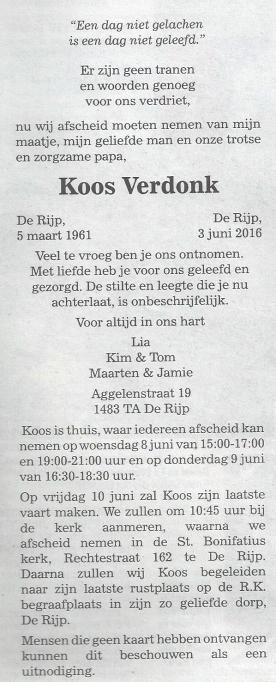 “Een dag niet gelachen
is een dag niet geleefd.”
Er zijn geen tranen
en woorden genoeg
voor ons verdriet,
nu wij afscheid moeten nemen van mijn
maatje, mijn geliefde man en onze trotse
en zorgzame papa,
Koos Verdonk
De Rijp, De Rijp,
5 maart 1961 3 juni 2016
Veel te vroeg ben je ons ontnomen.
Met liefde heb je voor ons geleefd en
gezorgd. De stilte en leegte die je nu
achterlaat, is onbeschrijfelijk.
Voor altijd in ons hart
Lia
Kim & Tom
Maarten & Jamie
Aggelenstraat 19
1483 TA De Rijp
Koos is thuis, waar iedereen afscheid kan
nemen op woensdag 8 juni van 15:00-17:00
en 19:00-21:00 uur en op donderdag 9 juni
van 16:30-18:30 uur.
Op vrijdag 10 juni zal Koos zijn laatste
vaart maken. We zullen om 10:45 uur bij
de kerk aanmeren, waarna we
afscheid nemen in de St. Bonifatius
kerk, Rechtestraat 162 te De Rijp.
Daarna zullen wij Koos begeleiden
naar zijn laatste rustplaats op de R.K.
begraafplaats in zijn zo geliefde dorp,
De Rijp.
Mensen die geen kaart hebben ontvangen
kunnen dit beschouwen als een
uitnodiging.